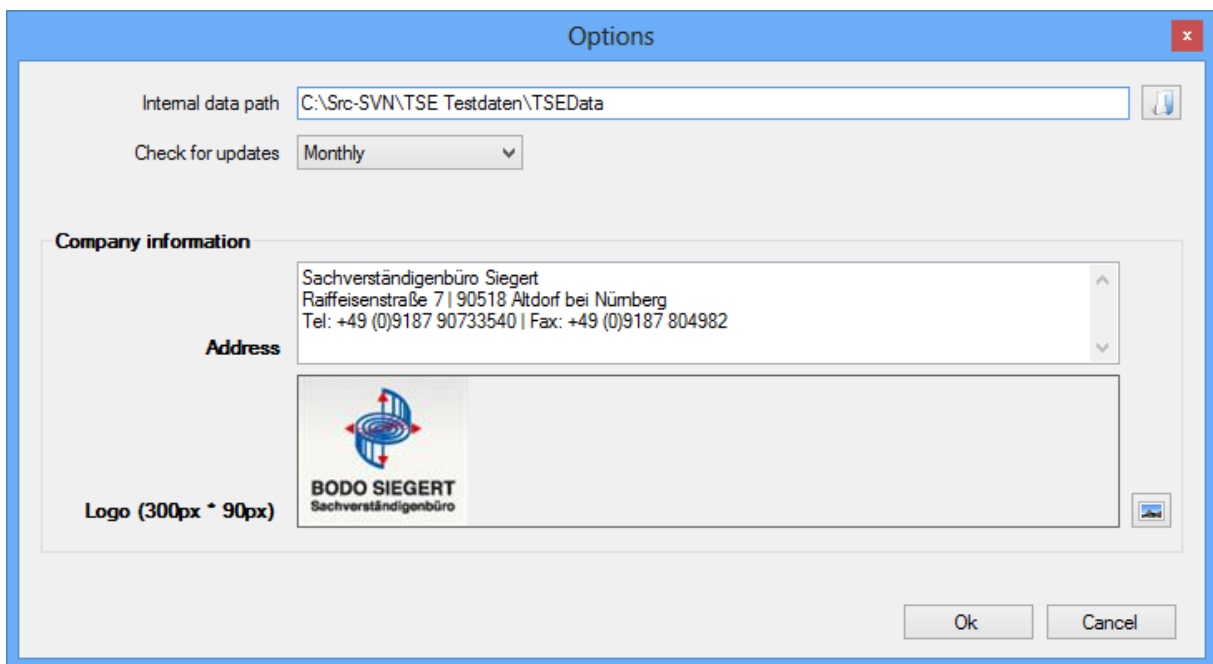 Options
x
Internal data path C:\Src-SVN\TSE Testdaten\TSEData
Check for updates Monthly
Company information
Sachverständigenbüro Siegert
Raiffeisenstraße 7 | 90518 Altdorf bei Nürnberg
Tel: +49 (0)9187 90733540 | Fax: +49 (0)9187 804982
Address
BODO SIEGERT
Sachverständigenbüro
Logo (300px * 90px)
Ok Cancel